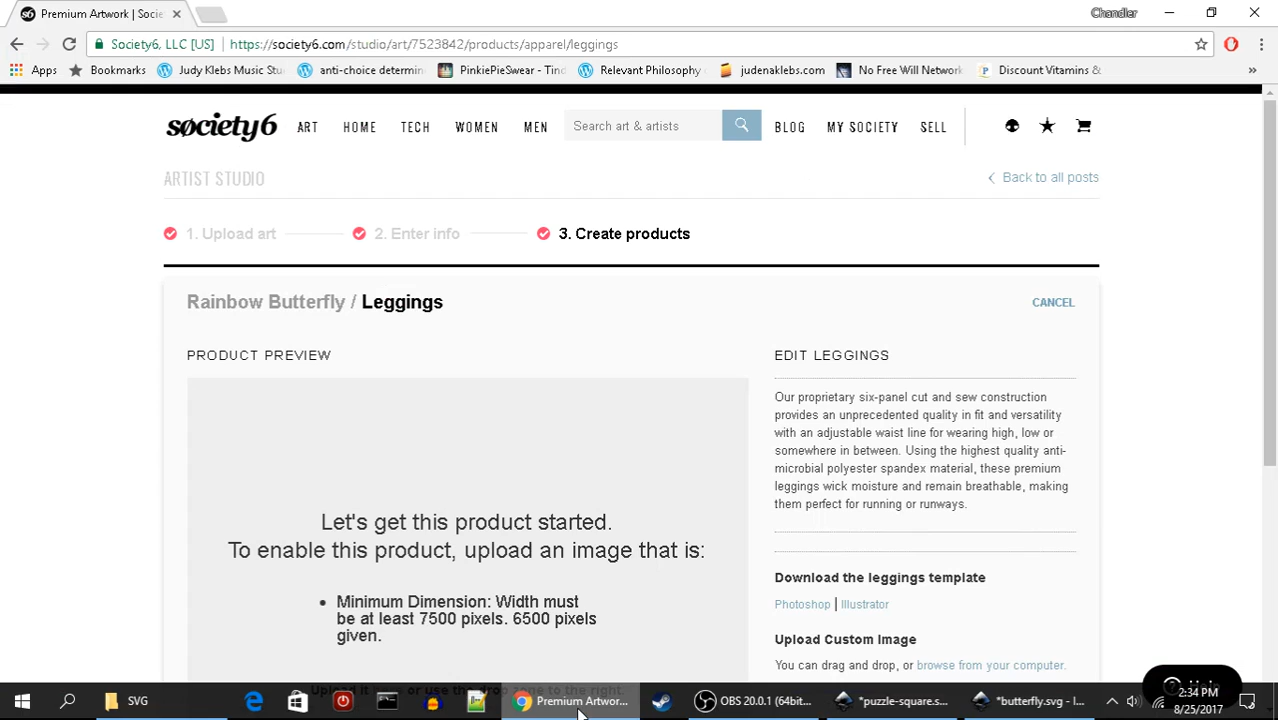 Premium Artwork | Socie
Chandler
Society6, LLC [US]
https://society6.com/studio/art/7523842/products/apparel/leggings
Apps
Bookmarks
Judy Klebs Music Stu
anti-choice determin
PinkiePieSwear - Tind
Relevant Philosophy
judenaklebs.com
No Free Will Network
Discount Vitamins &
»
society6
ART
HOME
TECH
WOMEN
MEN
Search art & artists
BLOG
MY SOCIETY
SELL
ARTIST STUDIO
Back to all posts
1. Upload art
2. Enter info
3. Create products
Rainbow Butterfly / Leggings
CANCEL
PRODUCT PREVIEW
Let's get this product started.
To enable this product, upload an image that is:
• Minimum Dimension: Width must
be at least 7500 pixels. 6500 pixels
given.
EDIT LEGGINGS
Our proprietary six-panel cut and sew construction
provides an unprecedented quality in fit and versatility
with an adjustable waist line for wearing high, low or
somewhere in between. Using the highest quality anti-
microbial polyester spandex material, these premium
leggings wick moisture and remain breathable, making
them perfect for running or runways.
Download the leggings template
Photoshop | Illustrator
Upload Custom Image
You can drag and drop, or browse from your computer.
SVG
Premium Artwor...
OBS 20.0.1 (64bit...
*puzzle-square.s...
*butterfly.svg - I...
2:34 PM
8/25/2017